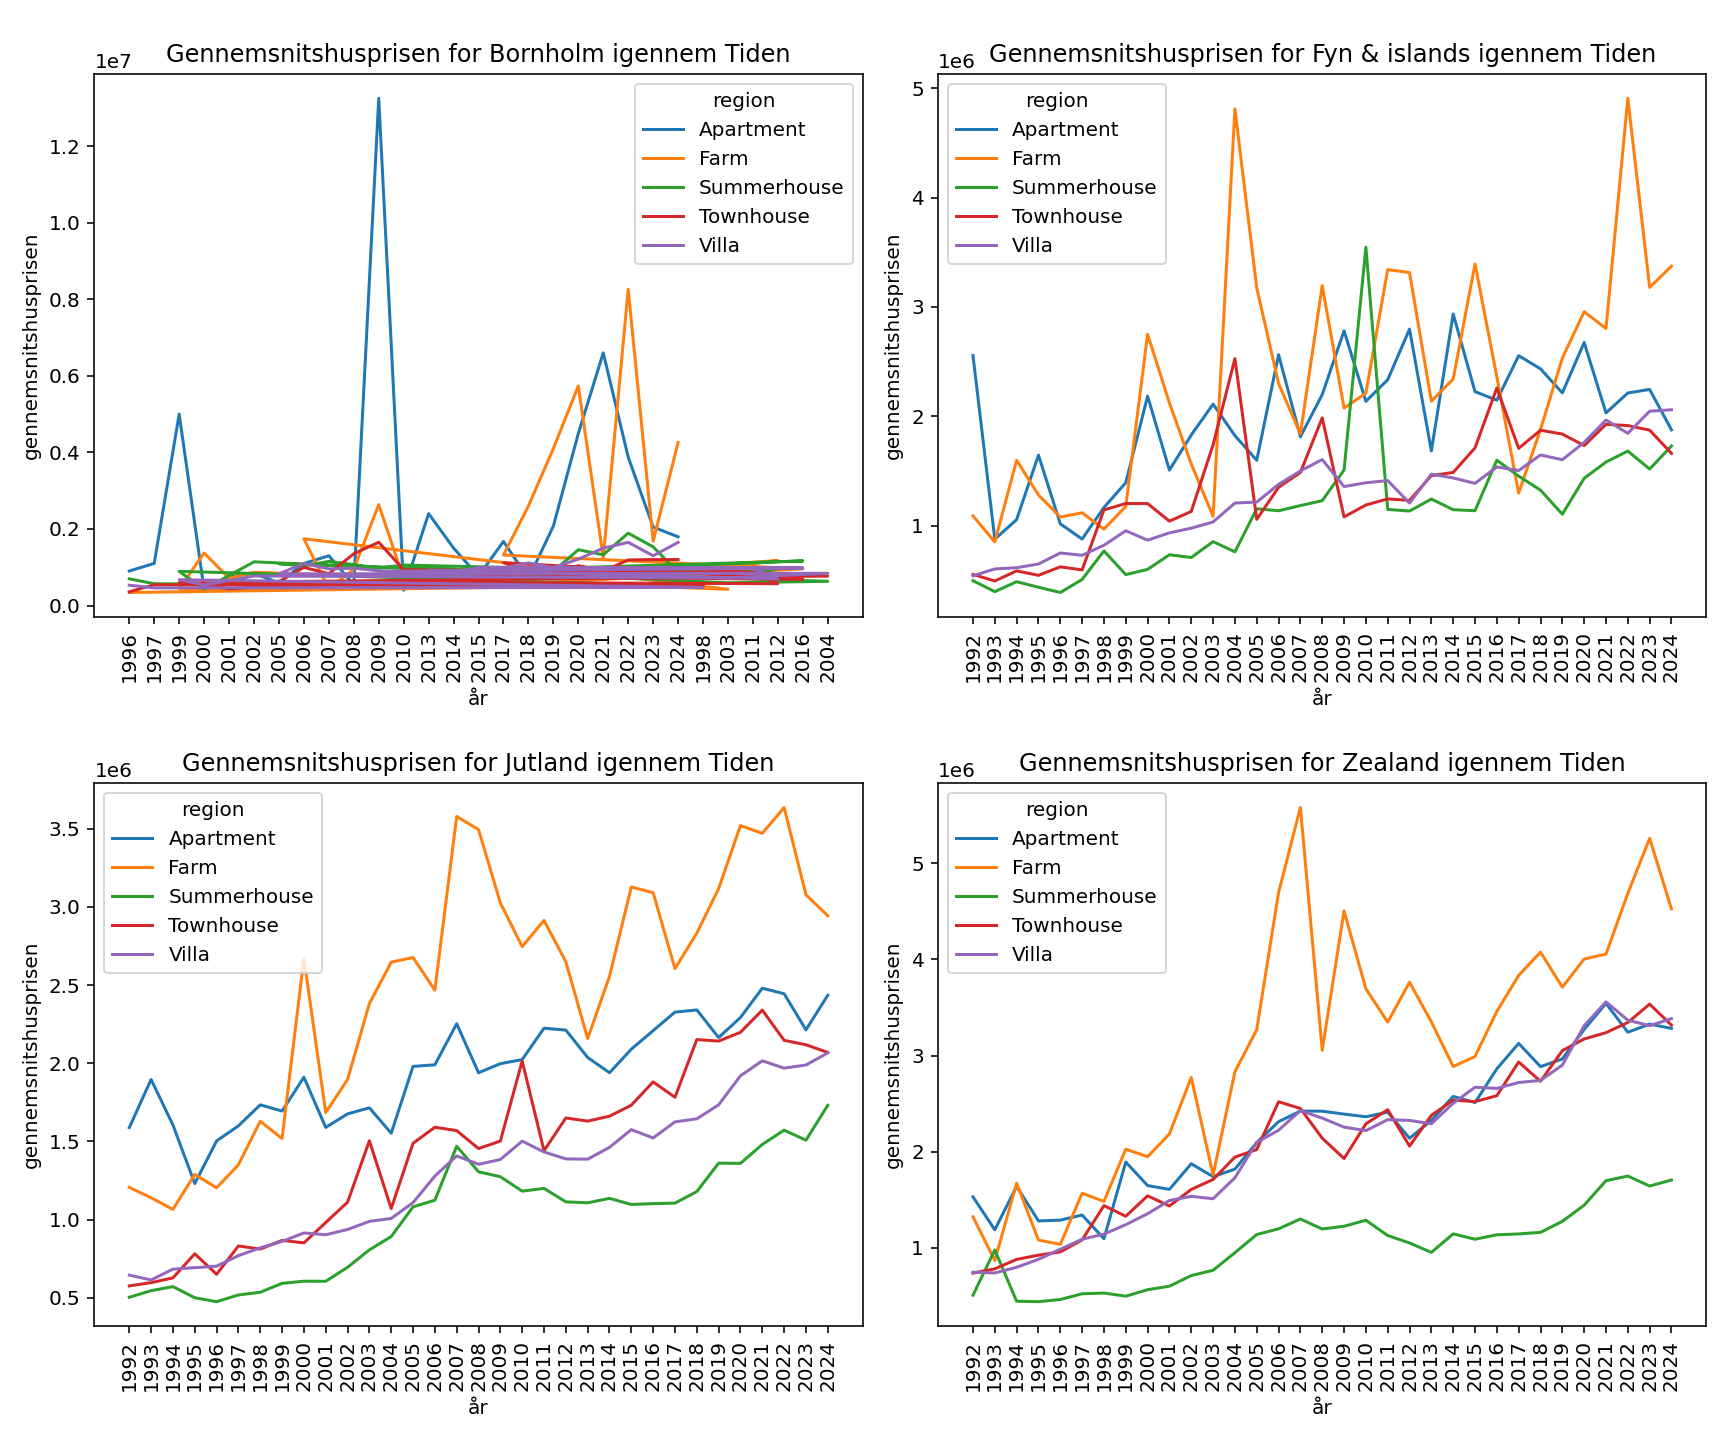 Gennemsnitshusprisen for Bornholm igennem Tiden
1e7
region
Apartment
Farm
Summerhouse
Townhouse
Villa
1.2
1.0
0.8
0.6
0.4
0.2
0.0
gennemsnitshusprisen
1996 1997 1999 2000 2001 2002 2005 2006 2007 2008 2009 2010 2013 2014 2015 2017 2018 2019 2020 2021 2022 2023 2024 1998 2003 2011 2012 2016 2004
år
Gennemsnitshusprisen for Fyn & islands igennem Tiden
1e6
region
Apartment
Farm
Summerhouse
Townhouse
Villa
5
4
3
2
1
gennemsnitshusprisen
1992 1993 1994 1995 1996 1997 1998 1999 2000 2001 2002 2003 2004 2005 2006 2007 2008 2009 2010 2011 2012 2013 2014 2015 2016 2017 2018 2019 2020 2021 2022 2023 2024
år
Gennemsnitshusprisen for Jutland igennem Tiden
1e6
region
Apartment
Farm
Summerhouse
Townhouse
Villa
3.5
3.0
2.5
2.0
1.5
1.0
0.5
gennemsnitshusprisen
1992 1993 1994 1995 1996 1997 1998 1999 2000 2001 2002 2003 2004 2005 2006 2007 2008 2009 2010 2011 2012 2013 2014 2015 2016 2017 2018 2019 2020 2021 2022 2023 2024
år
Gennemsnitshusprisen for Zealand igennem Tiden
1e6
region
Apartment
Farm
Summerhouse
Townhouse
Villa
5
4
3
2
1
gennemsnitshusprisen
1992 1993 1994 1995 1996 1997 1998 1999 2000 2001 2002 2003 2004 2005 2006 2007 2008 2009 2010 2011 2012 2013 2014 2015 2016 2017 2018 2019 2020 2021 2022 2023 2024
år